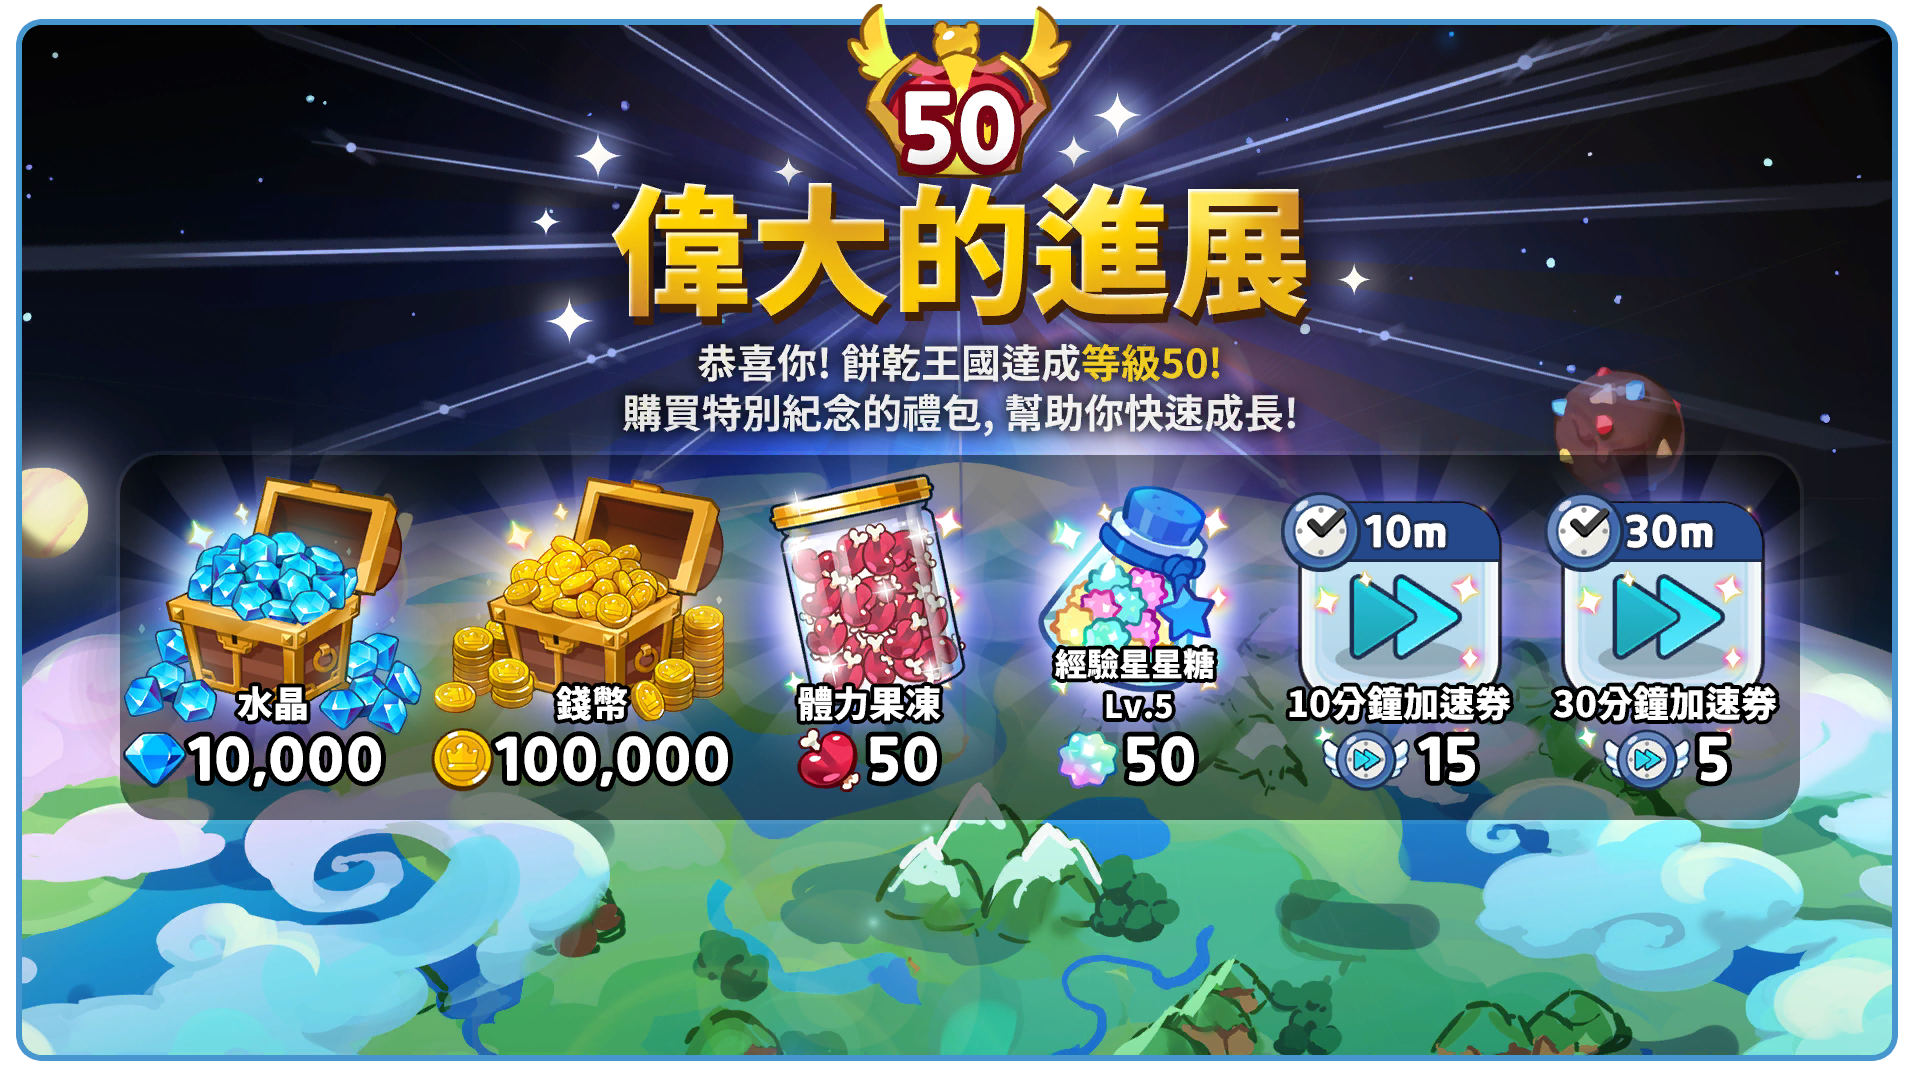 50
偉大的進展
恭喜你! 餅乾王國達成等級50!
購買特別紀念的禮包, 幫助你快速成長!
水晶
10,000
錢幣
100,000
體力果凍
50
經驗星星糖
Lv.5
50
10m
10分鐘加速券
15
30m
30分鐘加速券
5